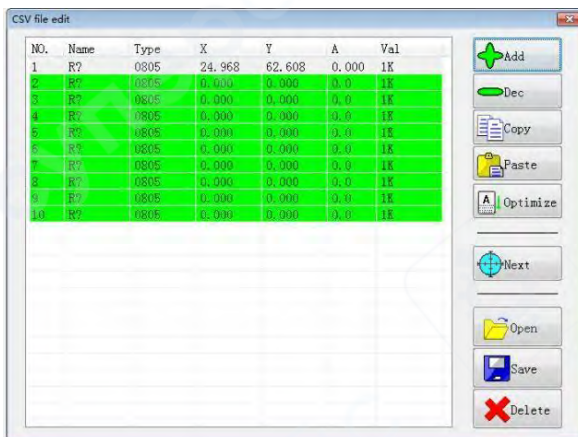 CSV file edit
NO. Name Type X Y A Val
1 R? 0805 24.968 62.608 0.000 1K
2 R? 0805 0.000 0.000 0.0 1K
3 R? 0805 0.000 0.000 0.0 1K
4 R? 0805 0.000 0.000 0.0 1K
5 R? 0805 0.000 0.000 0.0 1K
6 R? 0805 0.000 0.000 0.0 1K
7 R? 0805 0.000 0.000 0.0 1K
8 R? 0805 0.000 0.000 0.0 1K
9 R? 0805 0.000 0.000 0.0 1K
10 R? 0805 0.000 0.000 0.0 1K
Add
Dec
Copy
Paste
A Optimize
Next
Open
Save
Delete